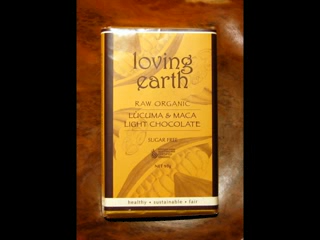 loving
earth
RAW ORGANIC
LUCUMA & MACA
LIGHT CHOCOLATE
SUGAR FREE
healthy • sustainable • fair